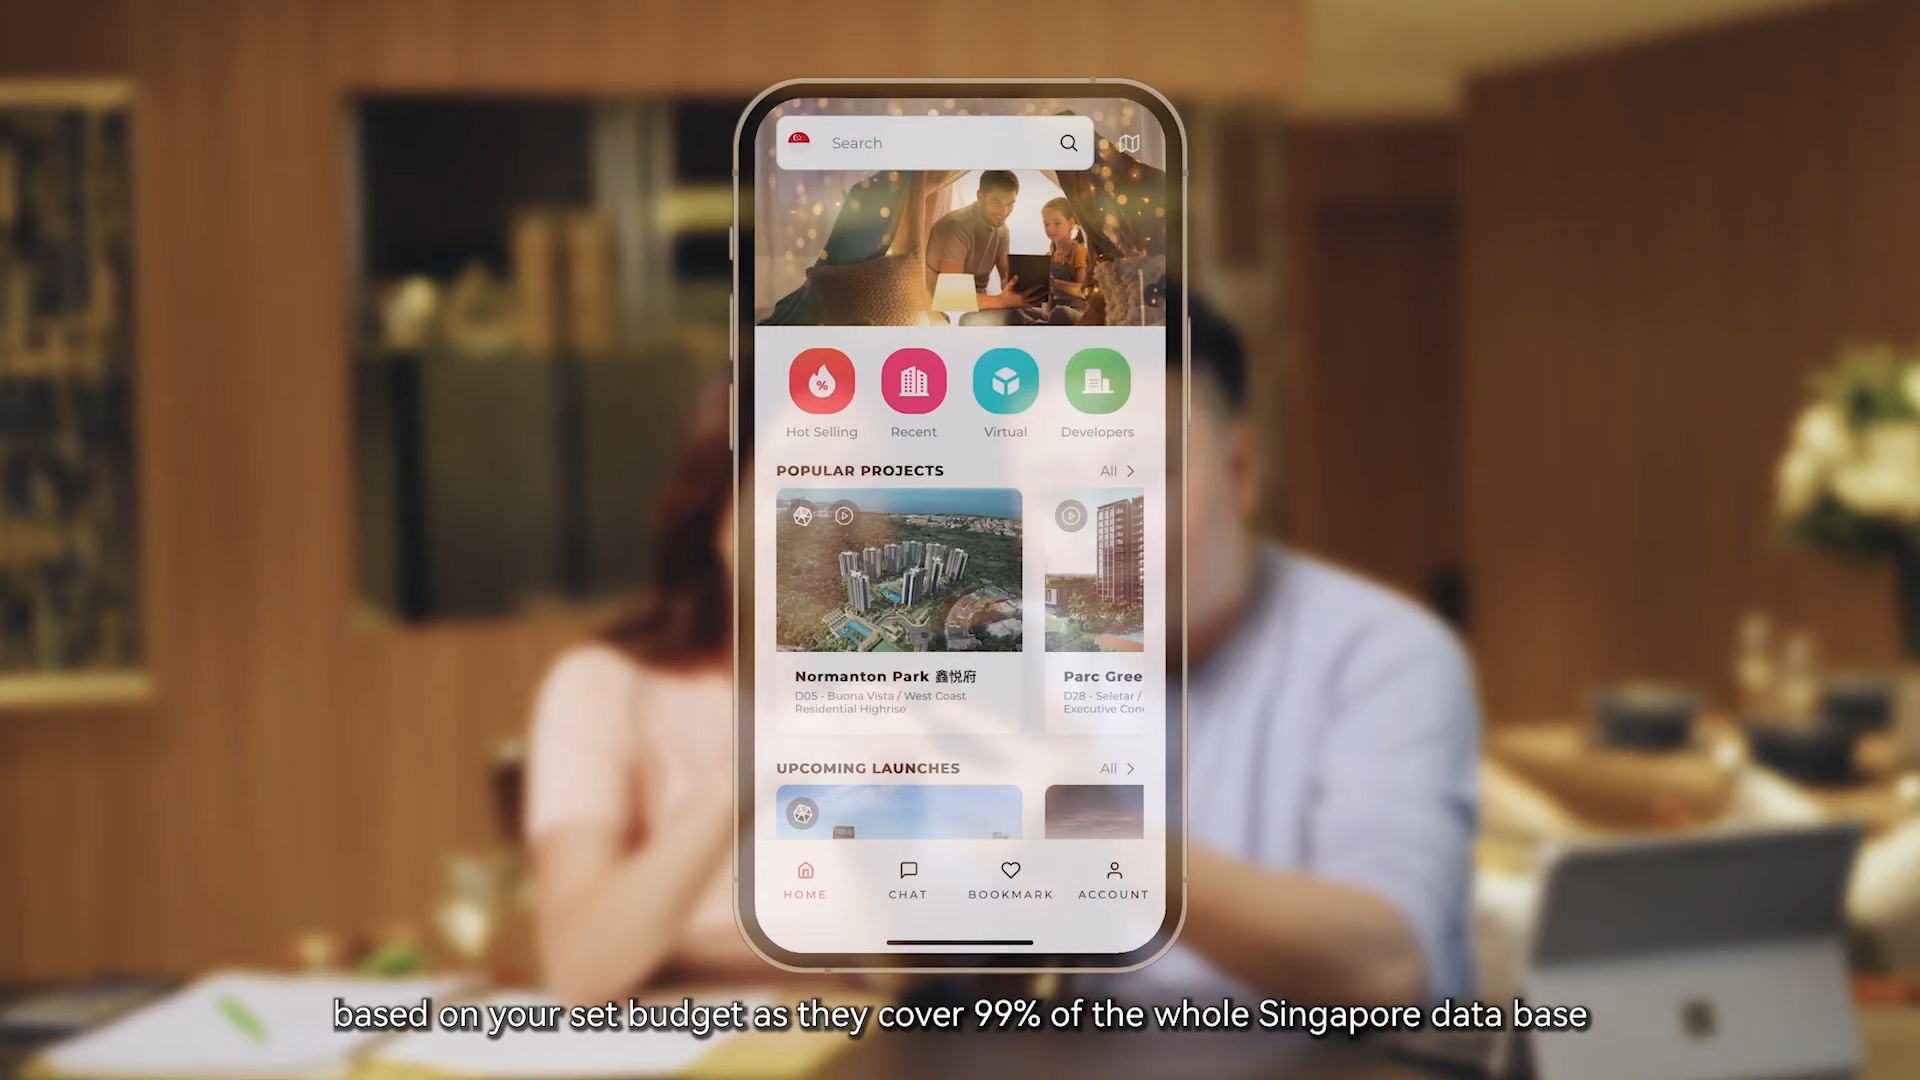 Search
Hot Selling
Recent
Virtual
Developers
POPULAR PROJECTS
All
Normanton Park 鑫悦府
D05 - Buona Vista / West Coast
Residential Highrise
Parc Gree
D28 - Seletar /
Executive Con
UPCOMING LAUNCHES
All
HOME
CHAT
BOOKMARK
ACCOUNT
based on your set budget as they cover 99% of the whole Singapore data base